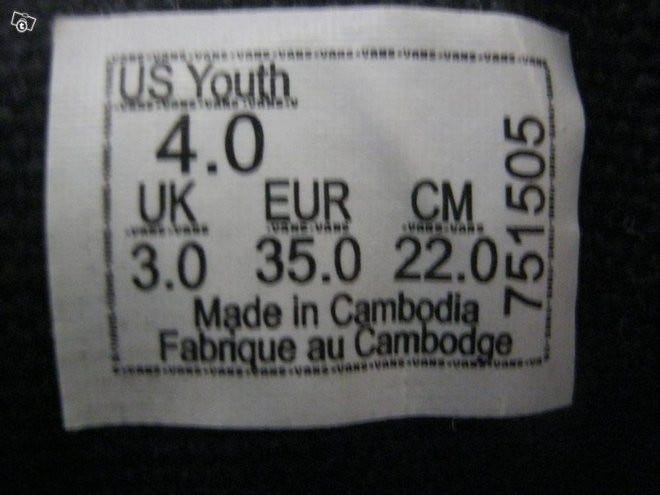 US Youth
4.0
UK EUR CM
3.0 35.0 22.0
Made in Cambodia
Fabrique au Cambodge
751505